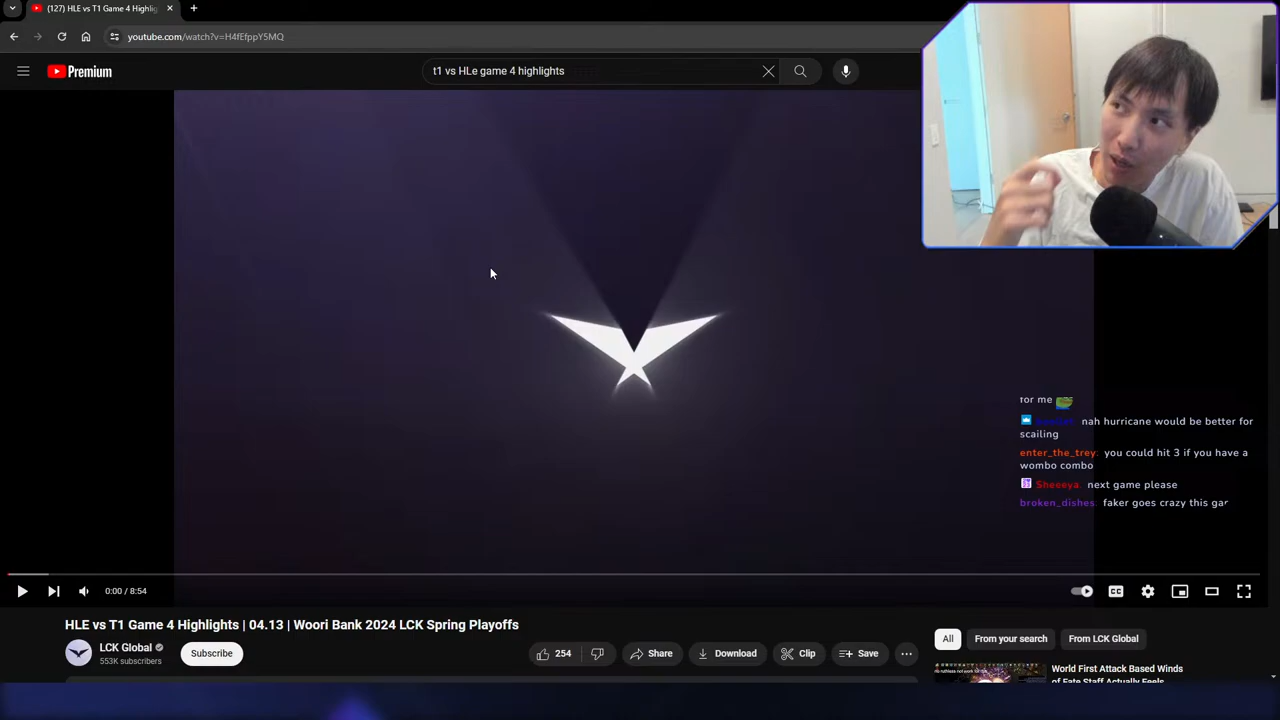 (127) HLE vs T1 Game 4 Highlig
youtube.com/watch?v=H4fEfppY5MQ
Premium
t1 vs HLe game 4 highlights
for me
nah hurricane would be better for
scailing
enter_the_trey: you could hit 3 if you have a
wombo combo
Sheeeya: next game please
broken_dishes: faker goes crazy this gar
0:00 / 8:54
CC
HLE vs T1 Game 4 Highlights | 04.13 | Woori Bank 2024 LCK Spring Playoffs
LCK Global
553K subscribers
Subscribe
254
Share
Download
Clip
Save
All
From your search
From LCK Global
World First Attack Based Winds
of Fate Staff Actually Feels